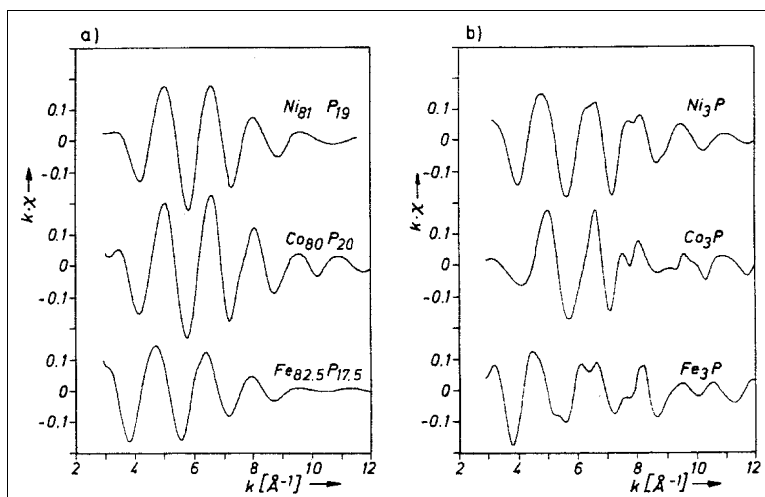 a)
Ni81 P19
0.1
0
-0.1
Co80 P20
0.1
0
-0.1
Fe82.5 P17.5
0.1
0
-0.1
k·χ →
2 4 6 8 10 12
k [Å-1] →
b)
Ni3P
0.1
0
-0.1
Co3P
0.1
0
-0.1
Fe3P
0.1
0
-0.1
k·χ →
2 4 6 8 10 12
k [Å-1] →